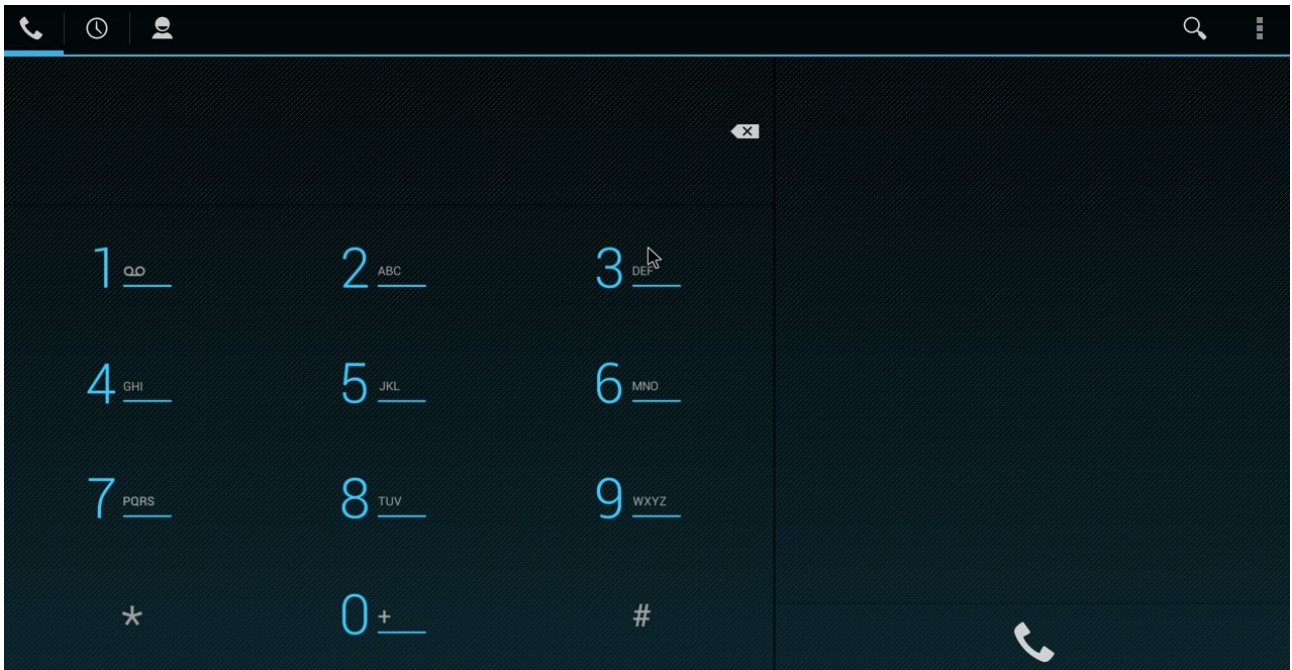 1
2 ABC
3 DEF
4 GHI
5 JKL
6 MNO
7 PQRS
8 TUV
9 WXYZ
*
0 +
#